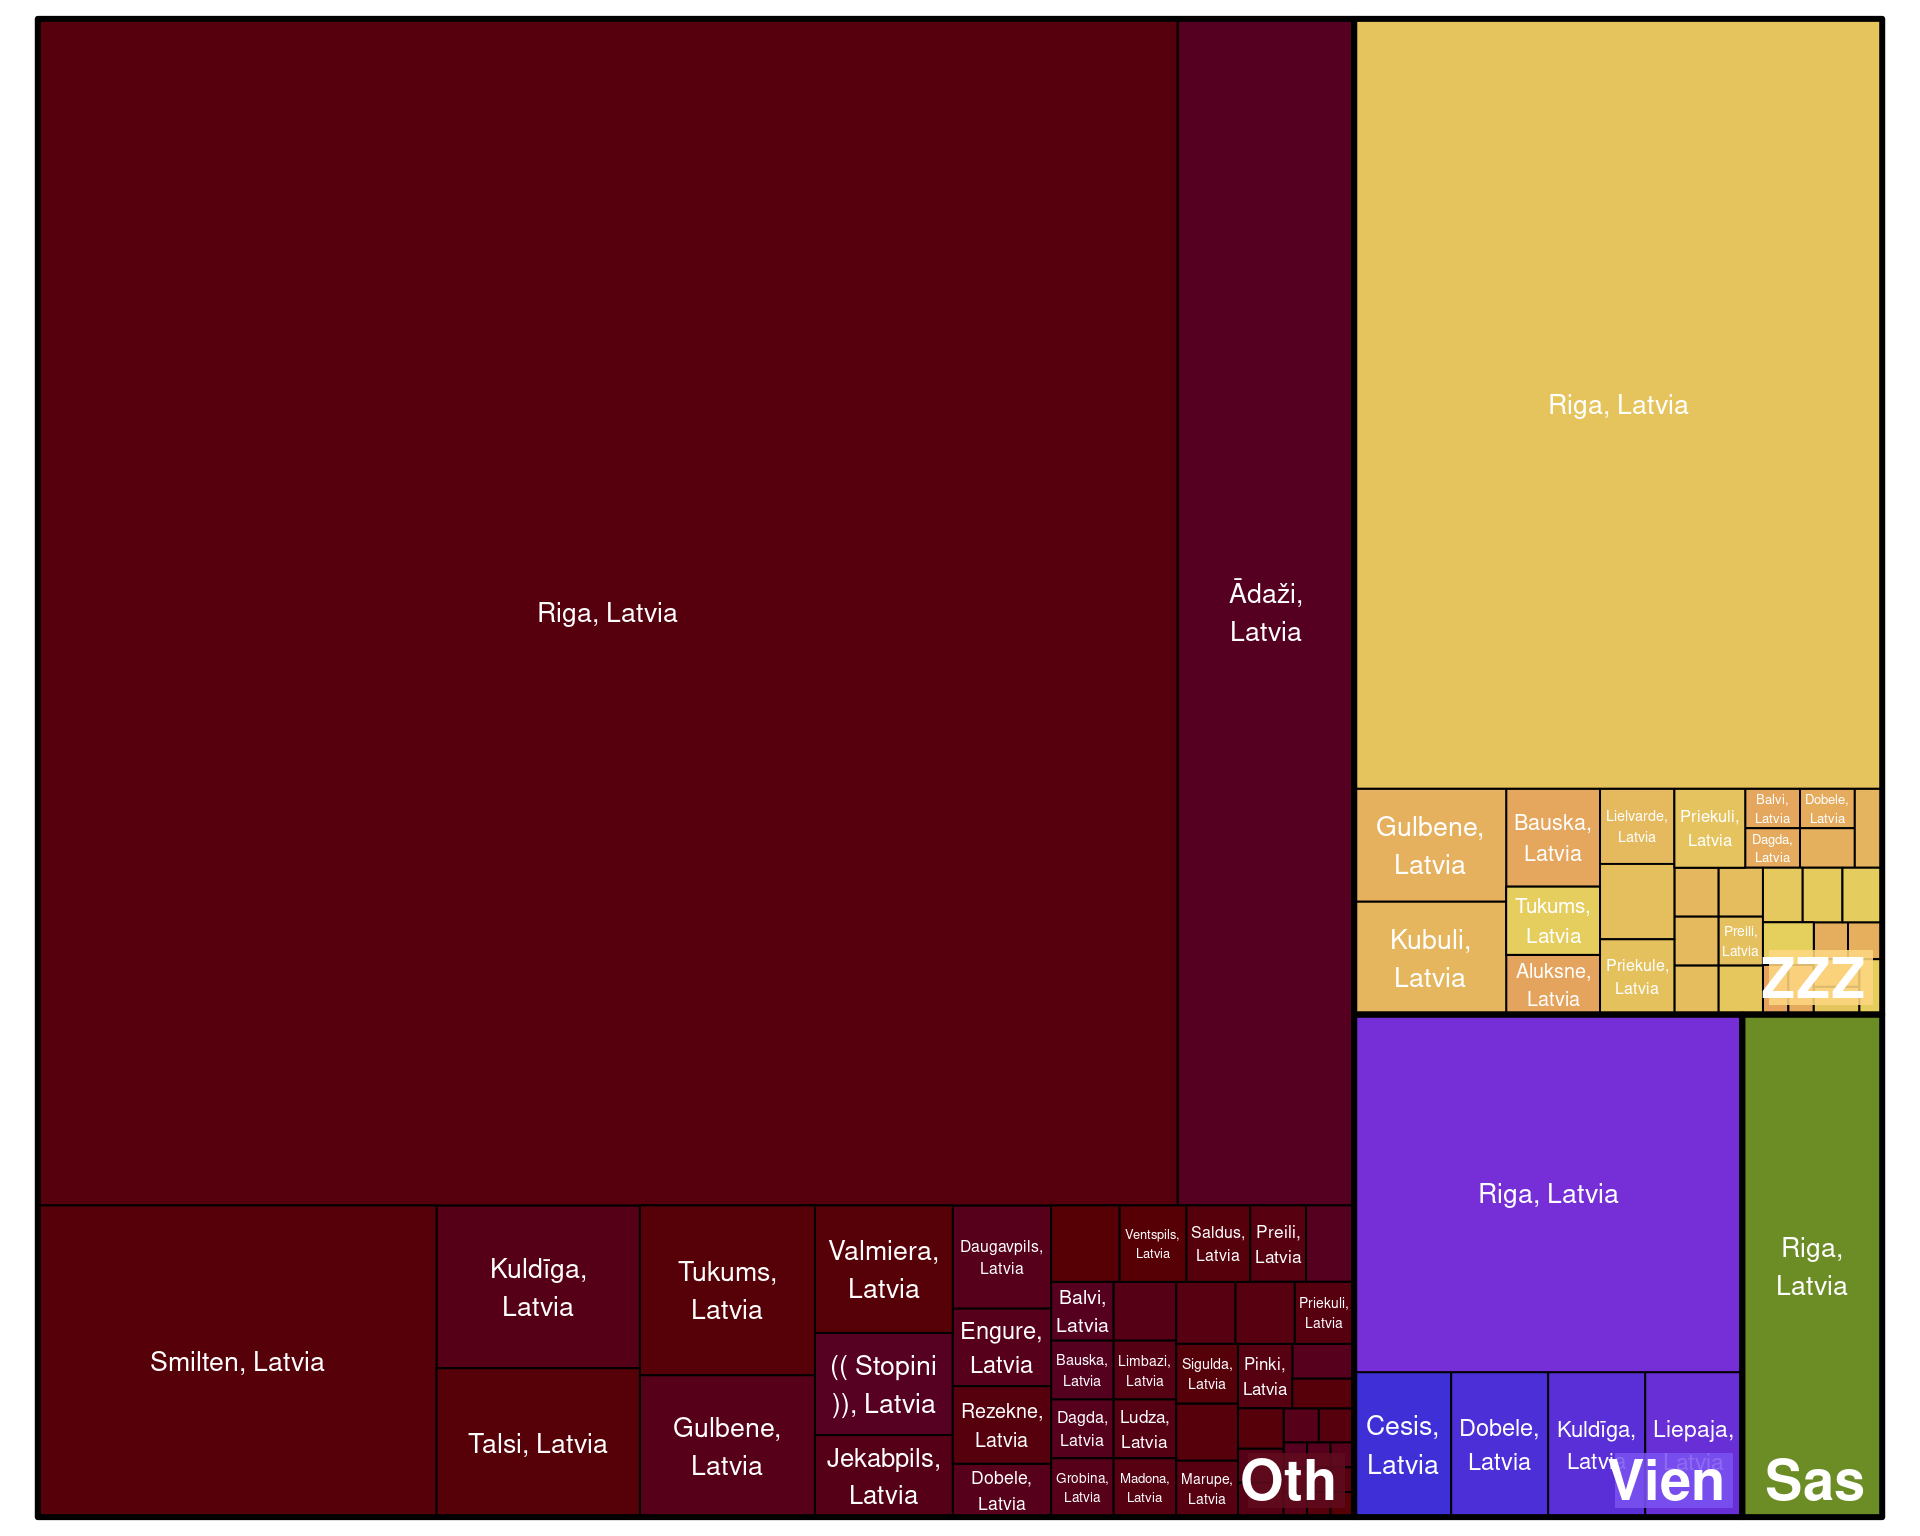 Riga, Latvia
Ādaži,
Latvia
Smilten, Latvia
Kuldīga,
Latvia
Talsi, Latvia
Tukums,
Latvia
Gulbene,
Latvia
Valmiera,
Latvia
(( Stopini
)), Latvia
Jekabpils,
Latvia
Daugavpils,
Latvia
Engure,
Latvia
Rezekne,
Latvia
Dobele,
Latvia
Ventspils,
Latvia
Saldus,
Latvia
Preili,
Latvia
Balvi,
Latvia
Priekuli,
Latvia
Bauska,
Latvia
Limbazi,
Latvia
Sigulda,
Latvia
Pinki,
Latvia
Dagda,
Latvia
Ludza,
Latvia
Grobina,
Latvia
Madona,
Latvia
Marupe,
Latvia
Oth
Riga, Latvia
Gulbene,
Latvia
Kubuli,
Latvia
Bauska,
Latvia
Tukums,
Latvia
Aluksne,
Latvia
Lielvarde,
Latvia
Priekule,
Latvia
Priekuli,
Latvia
Balvi,
Latvia
Dobele,
Latvia
Dagda,
Latvia
Preili,
Latvia
ZZZ
Riga, Latvia
Cesis,
Latvia
Dobele,
Latvia
Kuldīga,
Latvia
Liepaja,
Latvia
Vien
Riga,
Latvia
Sas